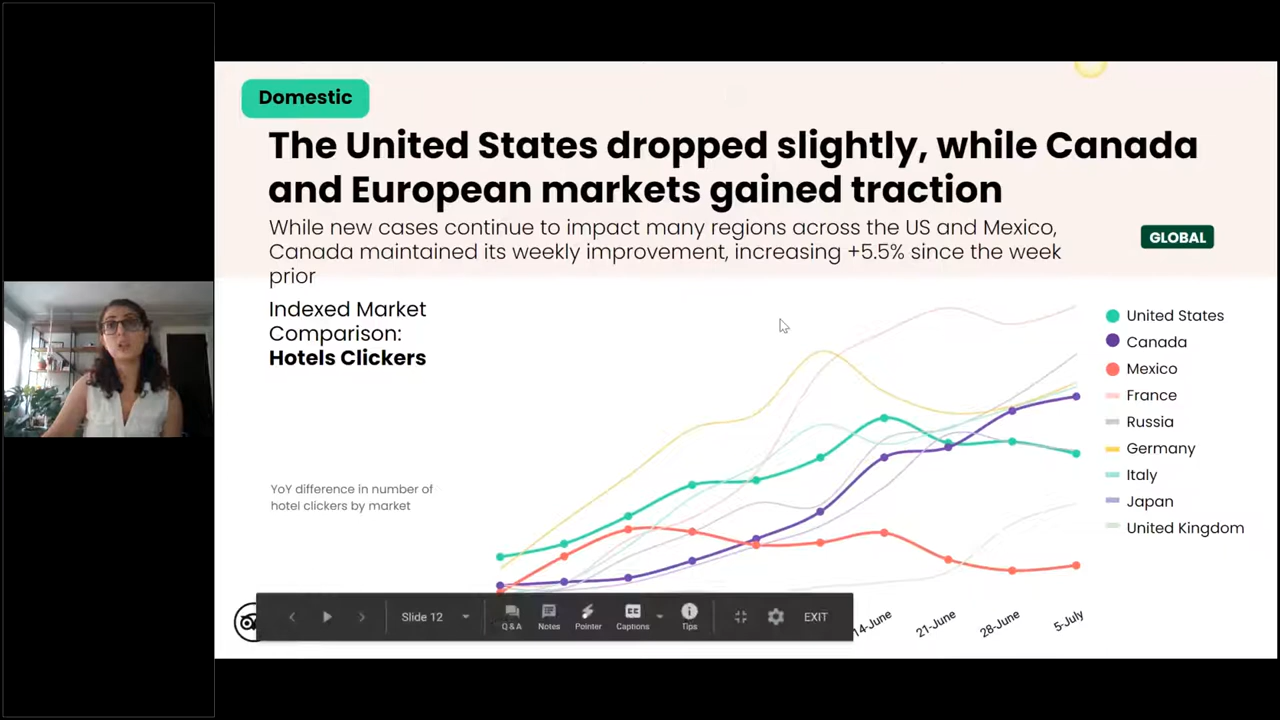 Domestic
The United States dropped slightly, while Canada
and European markets gained traction
While new cases continue to impact many regions across the US and Mexico,
Canada maintained its weekly improvement, increasing +5.5% since the week
prior
GLOBAL
Indexed Market
Comparison:
Hotels Clickers
United States
Canada
Mexico
France
Russia
Germany
Italy
Japan
United Kingdom
YoY difference in number of
hotel clickers by market
Slide 12
Q & A
Notes
Pointer
CC
Captions
Tips
EXIT
14-June
21-June
28-June
5-July